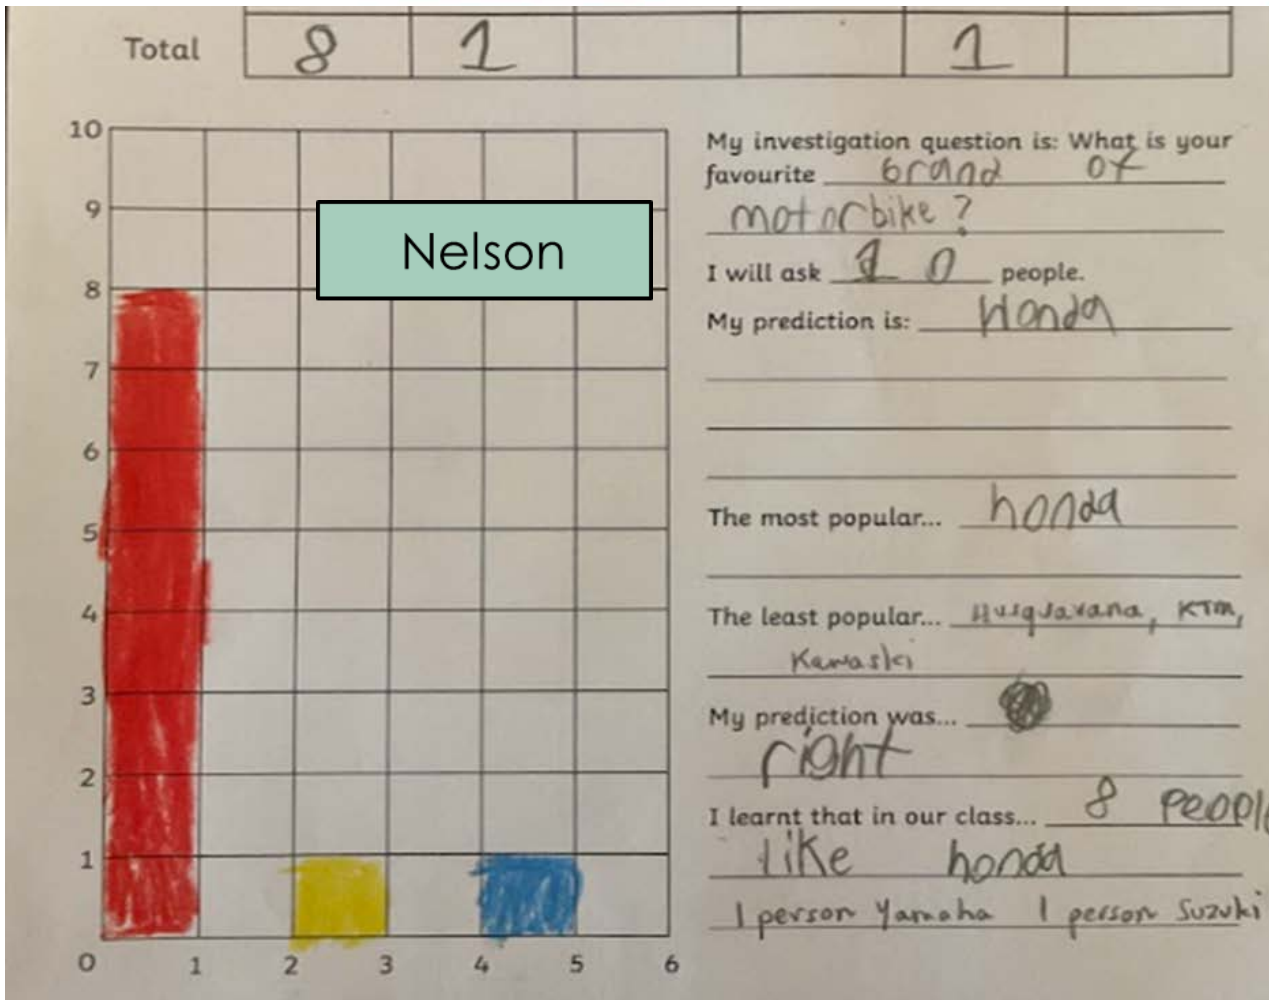 Total 8 1 1
10
9
8
7
6
5
4
3
2
1
0 1 2 3 4 5 6
Nelson
My investigation question is: What is your
favourite brand of
motorbike?
I will ask 10 people.
My prediction is: Honda
The most popular... honda
The least popular... Husquavana, KTM,
Kawaski
My prediction was...
right
I learnt that in our class... 8 people
like honda
1 person Yamaha 1 person Suzuki